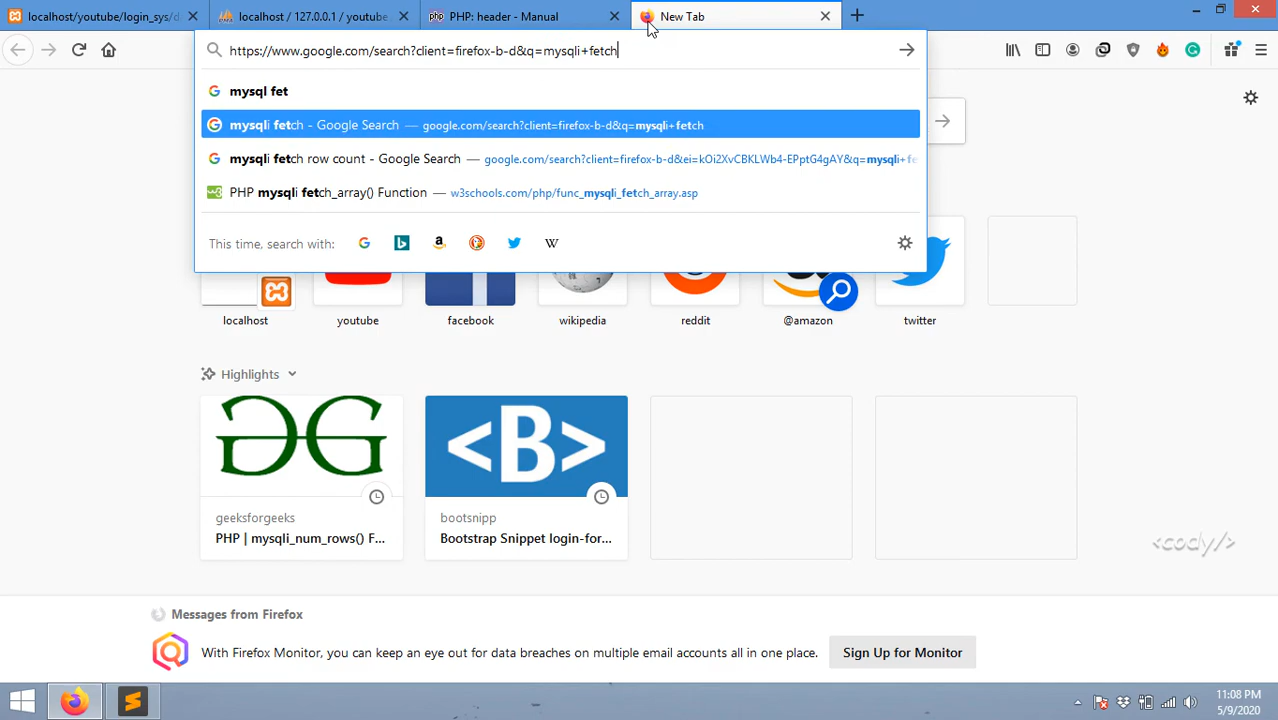 localhost/youtube/login_sys/d
localhost / 127.0.0.1 / youtube
PHP: header - Manual
New Tab
https://www.google.com/search?client=firefox-b-d&q=mysqli+fetch
mysql fet
mysqli fetch - Google Search — google.com/search?client=firefox-b-d&q=mysqli+fetch
mysqli fetch row count - Google Search — google.com/search?client=firefox-b-d&ei=kOi2XvCBKLWb4-EPptG4gAY&q=mysqli+fe
PHP mysqli fetch_array() Function — w3schools.com/php/func_mysqli_fetch_array.asp
This time, search with:
localhost
youtube
facebook
wikipedia
reddit
@amazon
twitter
Highlights
<B>
geeksforgeeks
PHP | mysqli_num_rows() F...
bootsnipp
Bootstrap Snippet login-for...
<cody/>
Messages from Firefox
With Firefox Monitor, you can keep an eye out for data breaches on multiple email accounts all in one place.
Sign Up for Monitor
11:08 PM
5/9/2020